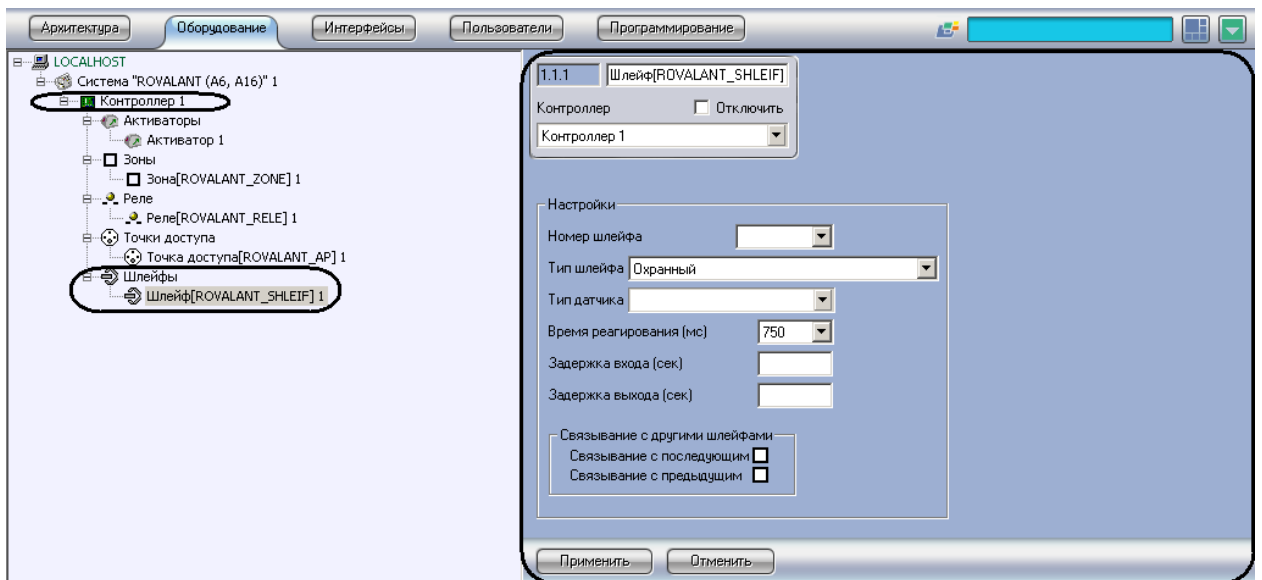 Архитектура
Оборудование
Интерфейсы
Пользователи
Программирование
LOCALHOST
Система "ROVALANT (A6, A16)" 1
Контроллер 1
Активаторы
Активатор 1
Зоны
Зона[ROVALANT_ZONE] 1
Реле
Реле[ROVALANT_RELE] 1
Точки доступа
Точка доступа[ROVALANT_AP] 1
Шлейфы
Шлейф[ROVALANT_SHLEIF] 1
1.1.1
Шлейф[ROVALANT_SHLEIF]
Контроллер
Отключить
Контроллер 1
Настройки
Номер шлейфа
Тип шлейфа Охранный
Тип датчика
Время реагирования (мс) 750
Задержка входа (сек)
Задержка выхода (сек)
Связывание с другими шлейфами
Связывание с последующим
Связывание с предыдущим
Применить
Отменить